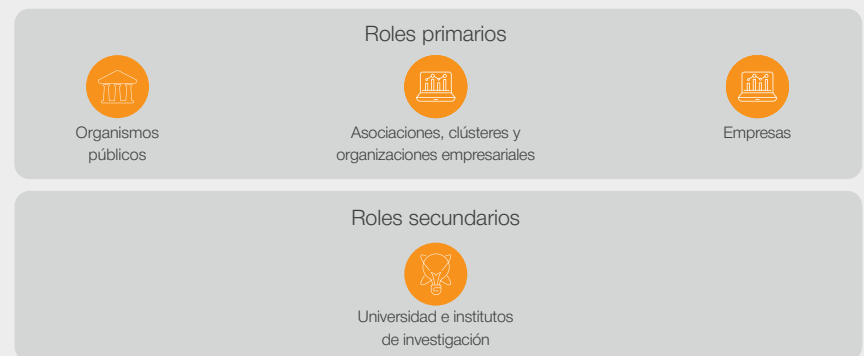 Roles primarios
Organismos
públicos
Asociaciones, clústeres y
organizaciones empresariales
Empresas
Roles secundarios
Universidad e institutos
de investigación